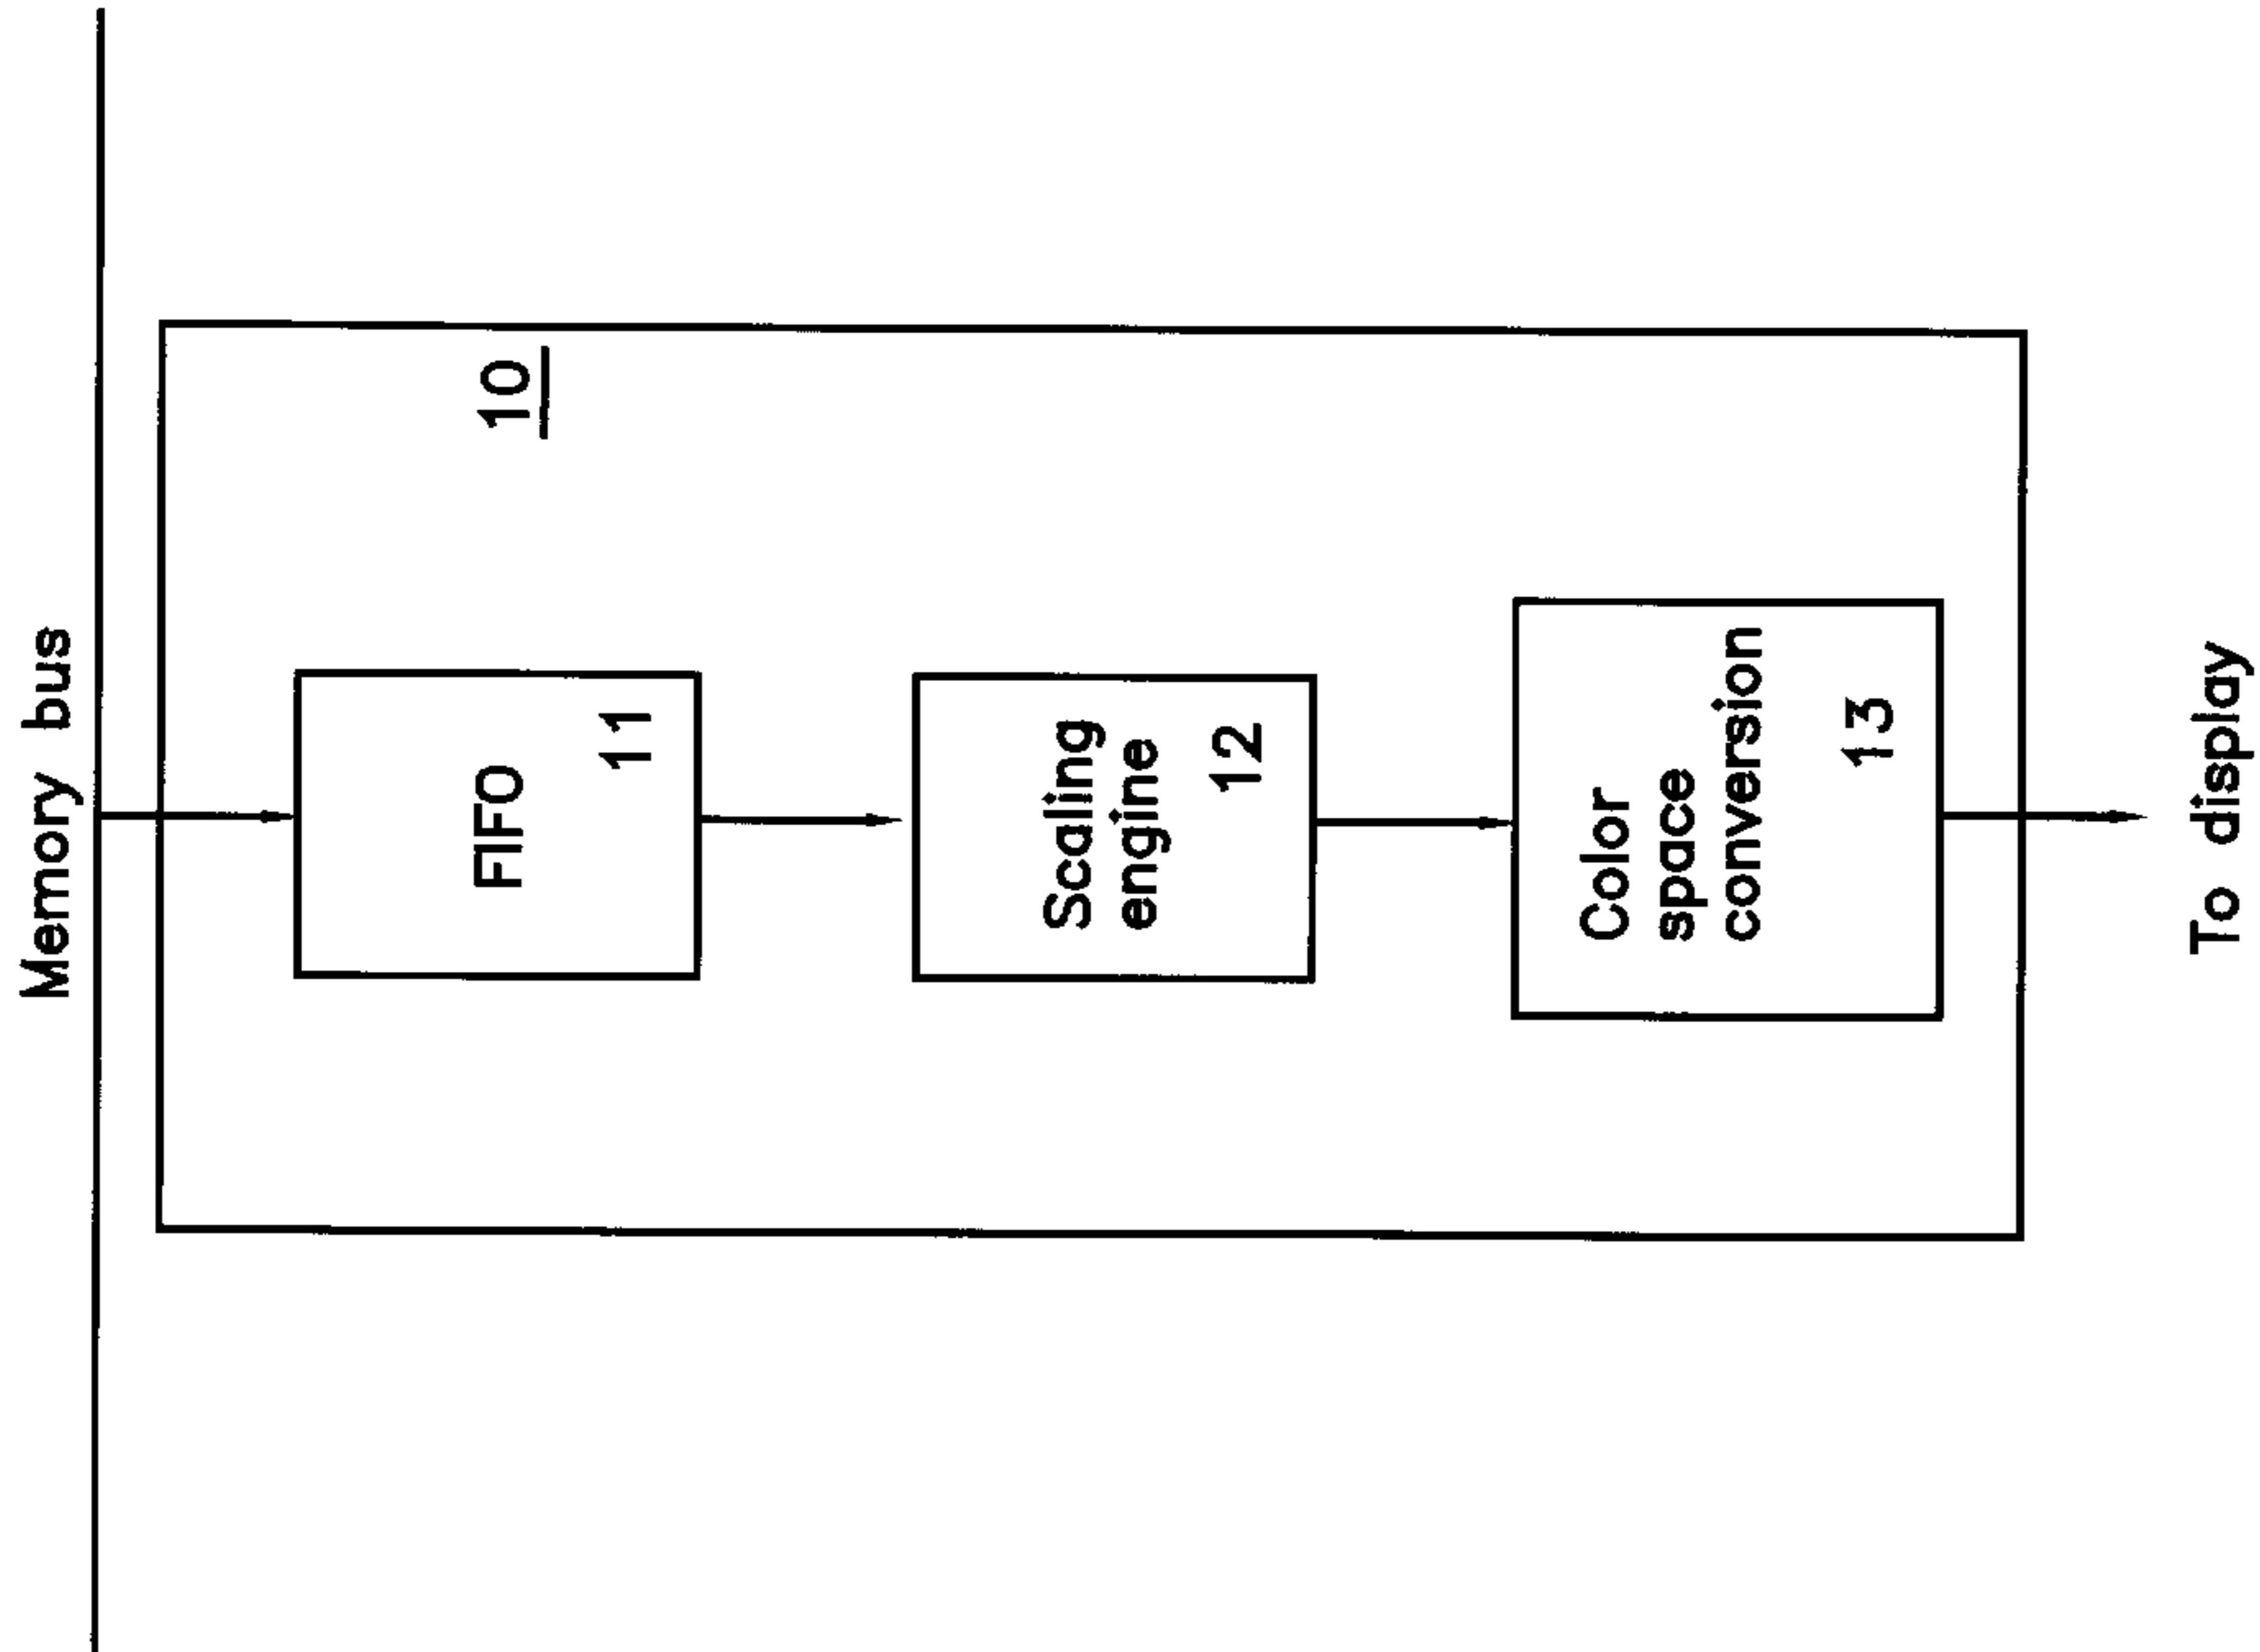 Memory bus
10
FIFO
11
Scaling
engine
12
Color
space
conversion
13
To display